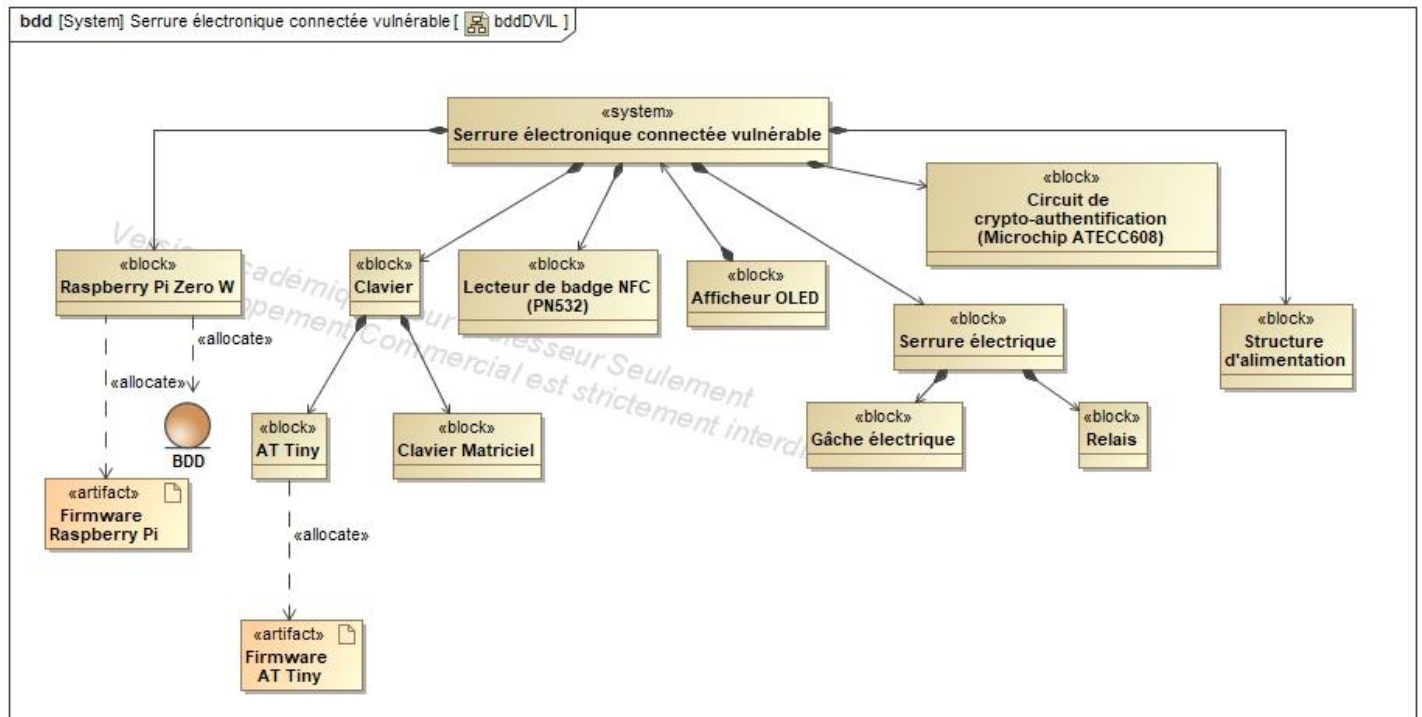 bdd [System] Serrure électronique connectée vulnérable [ bddDVIL ]
«system»
Serrure électronique connectée vulnérable
«block»
Circuit de
crypto-authentification
(Microchip ATECC608)
«block»
Raspberry Pi Zero W
«block»
Clavier
«block»
Lecteur de badge NFC
(PN532)
«block»
Afficheur OLED
«block»
Serrure électrique
«block»
Structure
d'alimentation
«allocate»
«allocate»
BDD
«block»
AT Tiny
«block»
Clavier Matriciel
«block»
Gâche électrique
«block»
Relais
«artifact»
Firmware
Raspberry Pi
«allocate»
«artifact»
Firmware
AT Tiny
Seulement
Commercial est strictement